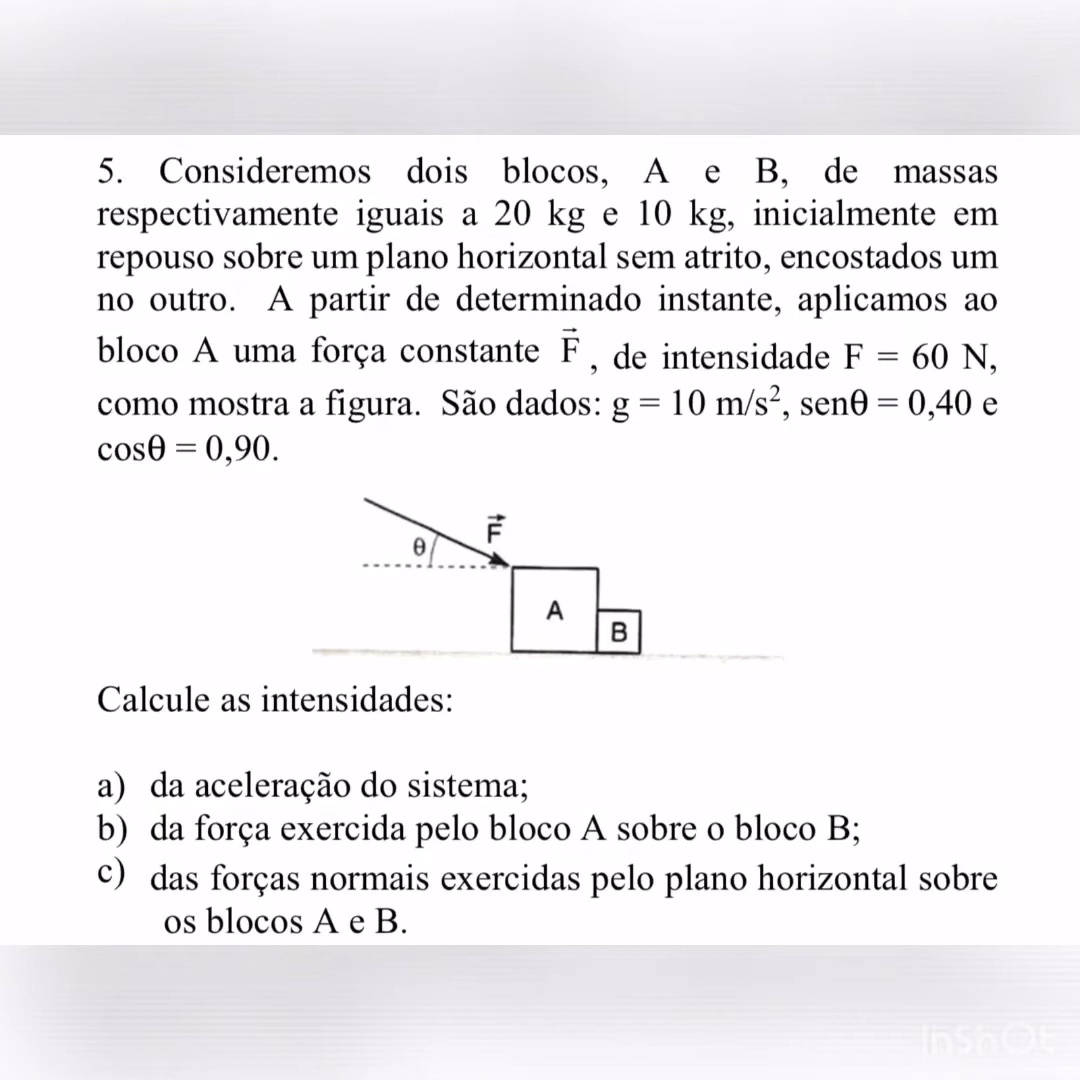 5. Consideremos dois blocos, A e B, de massas
respectivamente iguais a 20 kg e 10 kg, inicialmente em
repouso sobre um plano horizontal sem atrito, encostados um
no outro. A partir de determinado instante, aplicamos ao
bloco A uma força constante F⃗, de intensidade F = 60 N,
como mostra a figura. São dados: g = 10 m/s², senθ = 0,40 e
cosθ = 0,90.
F⃗
θ
A
B
Calcule as intensidades:
a) da aceleração do sistema;
b) da força exercida pelo bloco A sobre o bloco B;
c) das forças normais exercidas pelo plano horizontal sobre
os blocos A e B.
InShOt